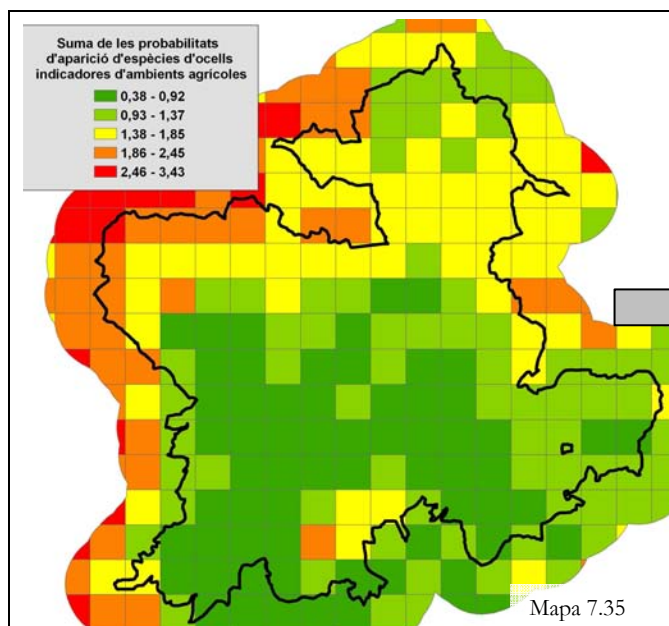 Suma de les probabilitats
d'aparició d'espècies d'ocells
indicadores d'ambients agrícoles
0,38 - 0,92
0,93 - 1,37
1,38 - 1,85
1,86 - 2,45
2,46 - 3,43
Mapa 7.35